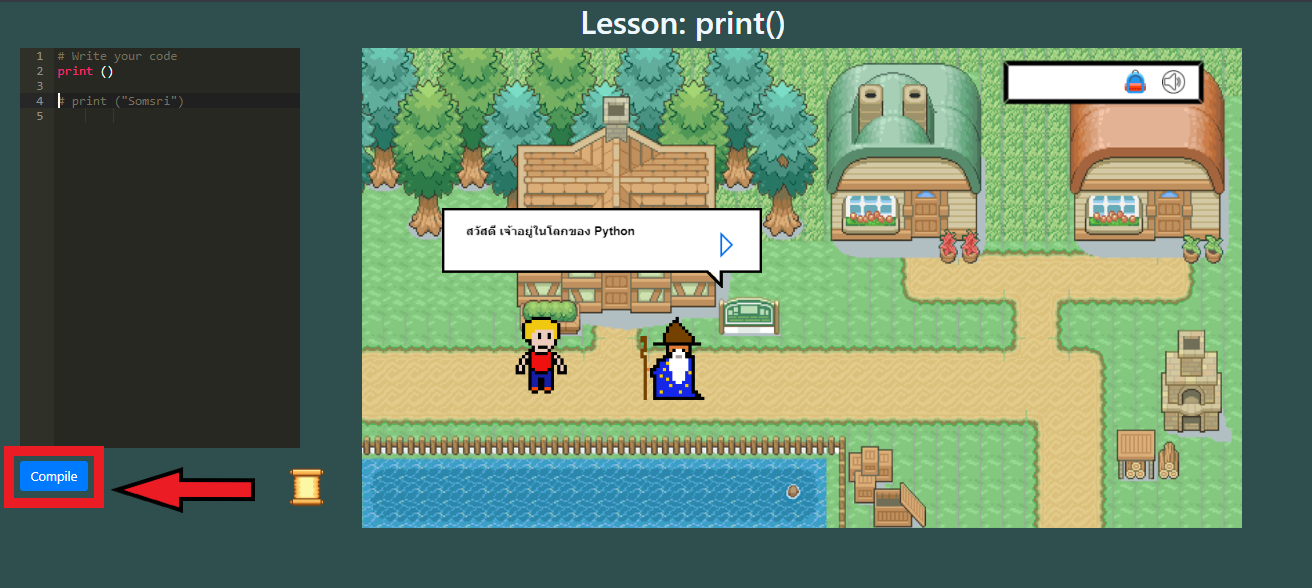 Lesson: print()
1 # Write your code
2 print ()
3
4 # print ("Somsri")
5
สวัสดี เจ้าอยู่ในโลกของ Python
Compile